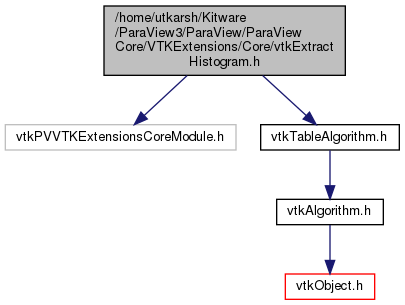 /home/utkarsh/Kitware
/ParaView3/ParaView/ParaView
Core/VTKExtensions/Core/vtkExtract
Histogram.h
vtkPVVTKExtensionsCoreModule.h
vtkTableAlgorithm.h
vtkAlgorithm.h
vtkObject.h